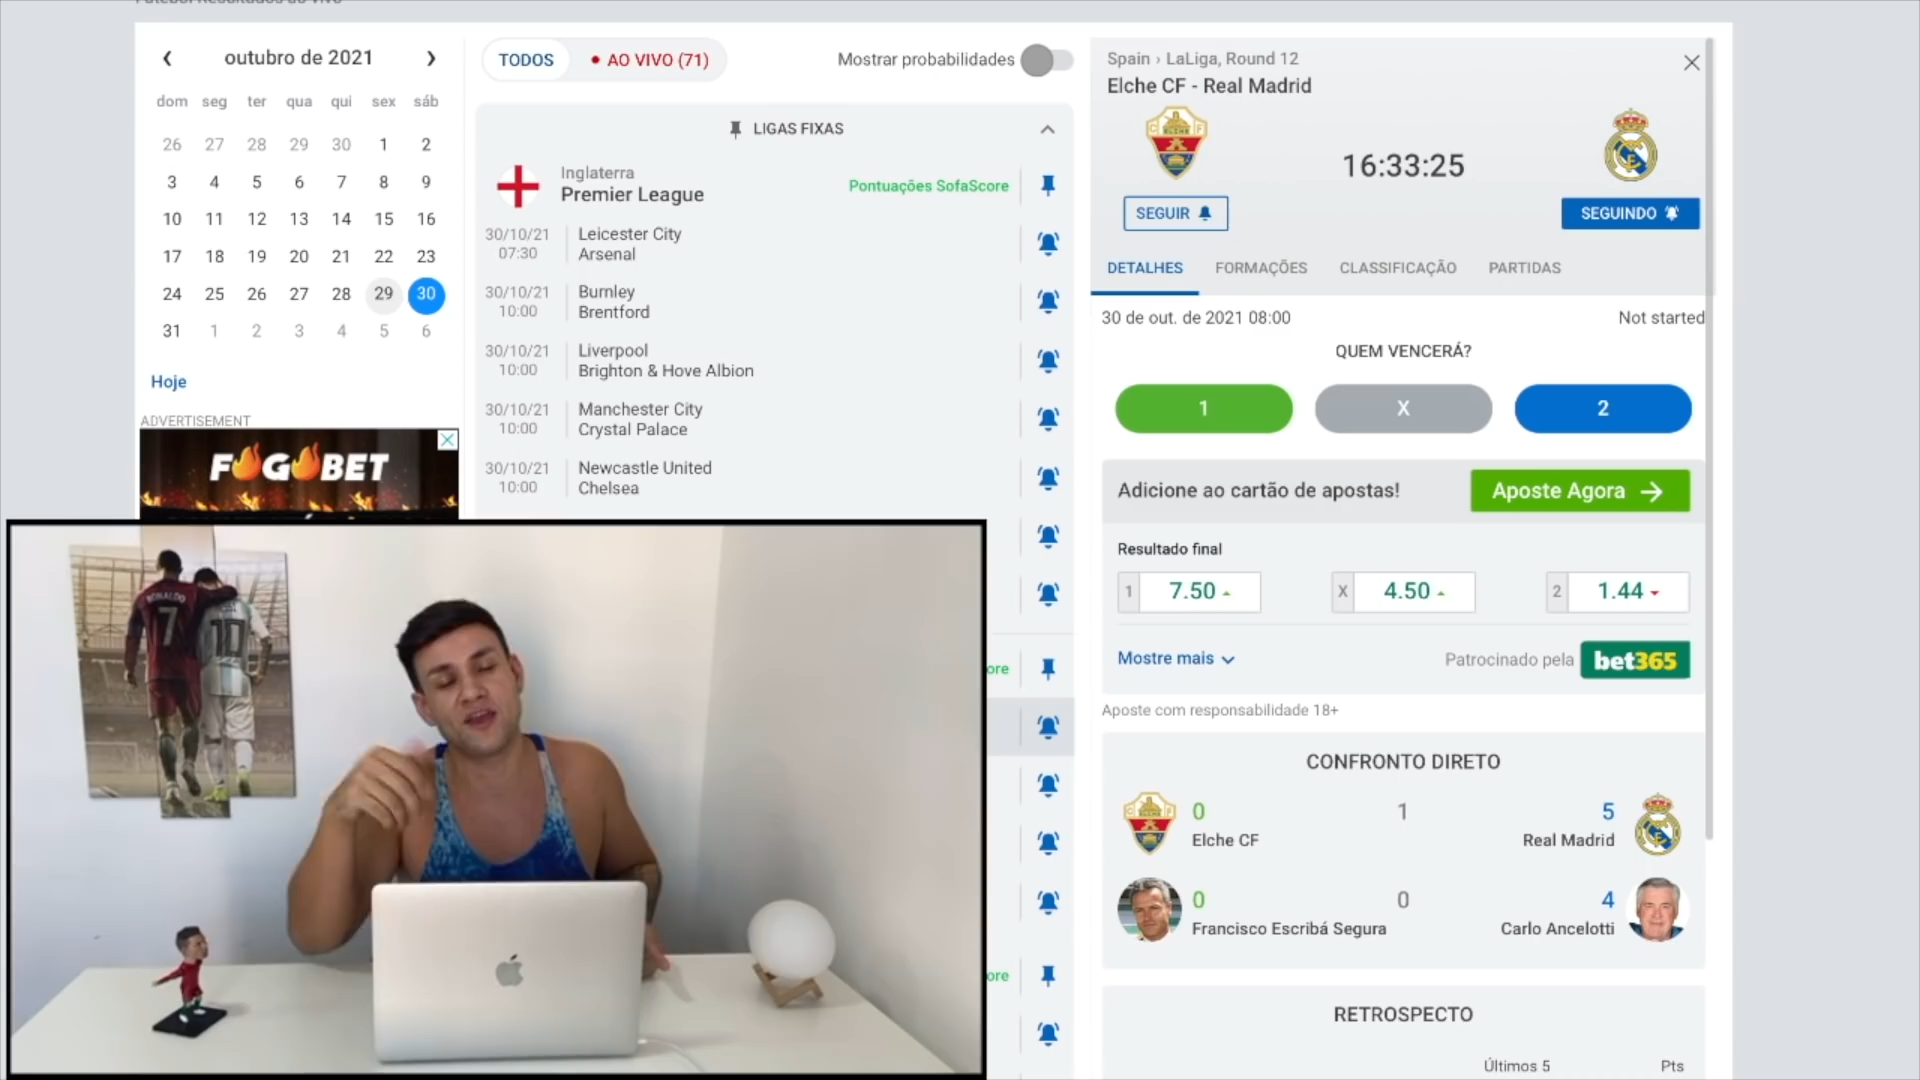 outubro de 2021
dom seg ter qua qui sex sáb
26 27 28 29 30 1 2
3 4 5 6 7 8 9
10 11 12 13 14 15 16
17 18 19 20 21 22 23
24 25 26 27 28 29 30
31 1 2 3 4 5 6
Hoje
ADVERTISEMENT
FOGOBET
TODOS
AO VIVO (71)
Mostrar probabilidades
LIGAS FIXAS
Inglaterra
Premier League
Pontuações SofaScore
30/10/21 Leicester City
07:30 Arsenal
30/10/21 Burnley
10:00 Brentford
30/10/21 Liverpool
10:00 Brighton & Hove Albion
30/10/21 Manchester City
10:00 Crystal Palace
30/10/21 Newcastle United
10:00 Chelsea
ore
ore
RONALDO
7
10
Spain › LaLiga, Round 12
Elche CF - Real Madrid
16:33:25
SEGUIR
SEGUINDO
DETALHES FORMAÇÕES CLASSIFICAÇÃO PARTIDAS
30 de out. de 2021 08:00 Not started
QUEM VENCERÁ?
1 X 2
Adicione ao cartão de apostas!
Aposte Agora
Resultado final
1 7.50 X 4.50 2 1.44
Mostre mais
Patrocinado pela bet365
Aposte com responsabilidade 18+
CONFRONTO DIRETO
0 1 5
Elche CF Real Madrid
0 0 4
Francisco Escribá Segura Carlo Ancelotti
RETROSPECTO
Últimos 5 Pts